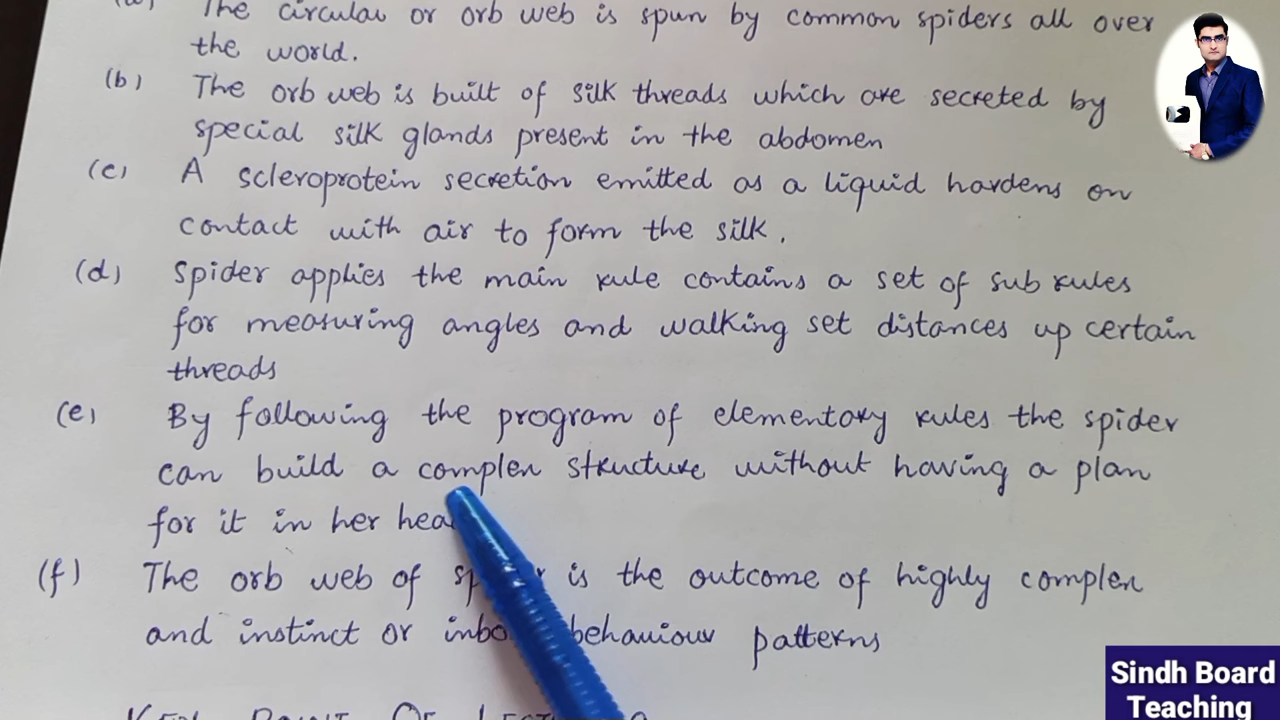 The circular or orb web is spun by common spiders all over
the world.
(b) The orb web is built of silk threads which are secreted by
special silk glands present in the abdomen
(c) A scleroprotein secretion emitted as a liquid hardens on
contact with air to form the silk.
(d) Spider applies the main rule contains a set of sub rules
for measuring angles and walking set distances up certain
threads
(e) By following the program of elementary rules the spider
can build a complex structure without having a plan
for it in her
(f) The orb web of is the outcome of highly complex
and instinct or behaviour patterns
Sindh Board
Teaching